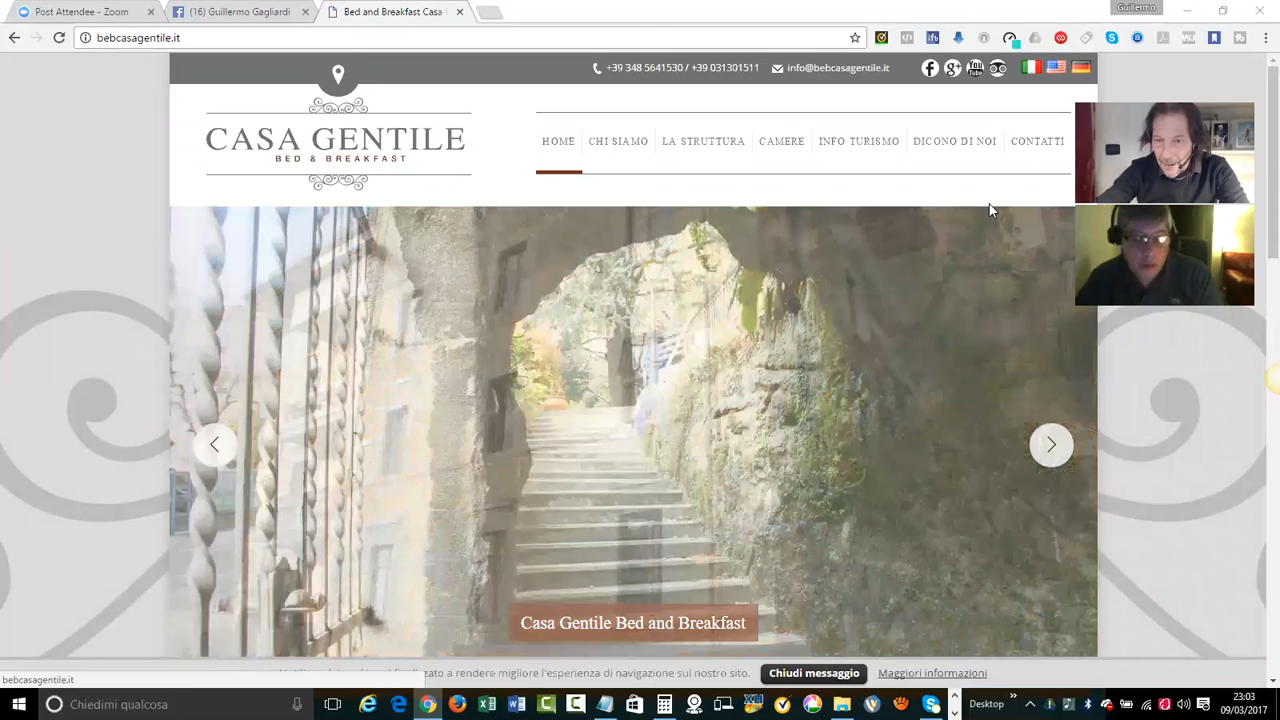 Post Attendee - Zoom
(16) Guillermo Gagliardi
Bed and Breakfast Casa
Guillermo
bebcasagentile.it
+39 348 5641530 / +39 031301511
info@bebcasagentile.it
CASA GENTILE
BED & BREAKFAST
HOME
CHI SIAMO
LA STRUTTURA
CAMERE
INFO TURISMO
DICONO DI NOI
CONTATTI
Casa Gentile Bed and Breakfast
a rendere migliore l'esperienza di navigazione sul nostro sito.
Chiudi messaggio
Maggiori informazioni
bebcasagentile.it
Chiedimi qualcosa
Desktop
23:03
09/03/2017